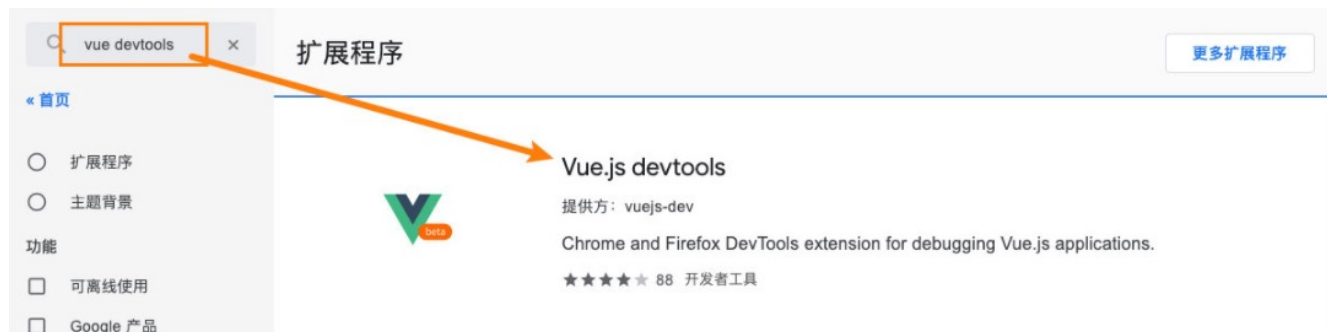 vue devtools ×
« 首页
扩展程序
主题背景
功能
可离线使用
Google 产品
扩展程序
更多扩展程序
Vue.js devtools
beta
提供方：vuejs-dev
Chrome and Firefox DevTools extension for debugging Vue.js applications.
★★★★★ 88 开发者工具